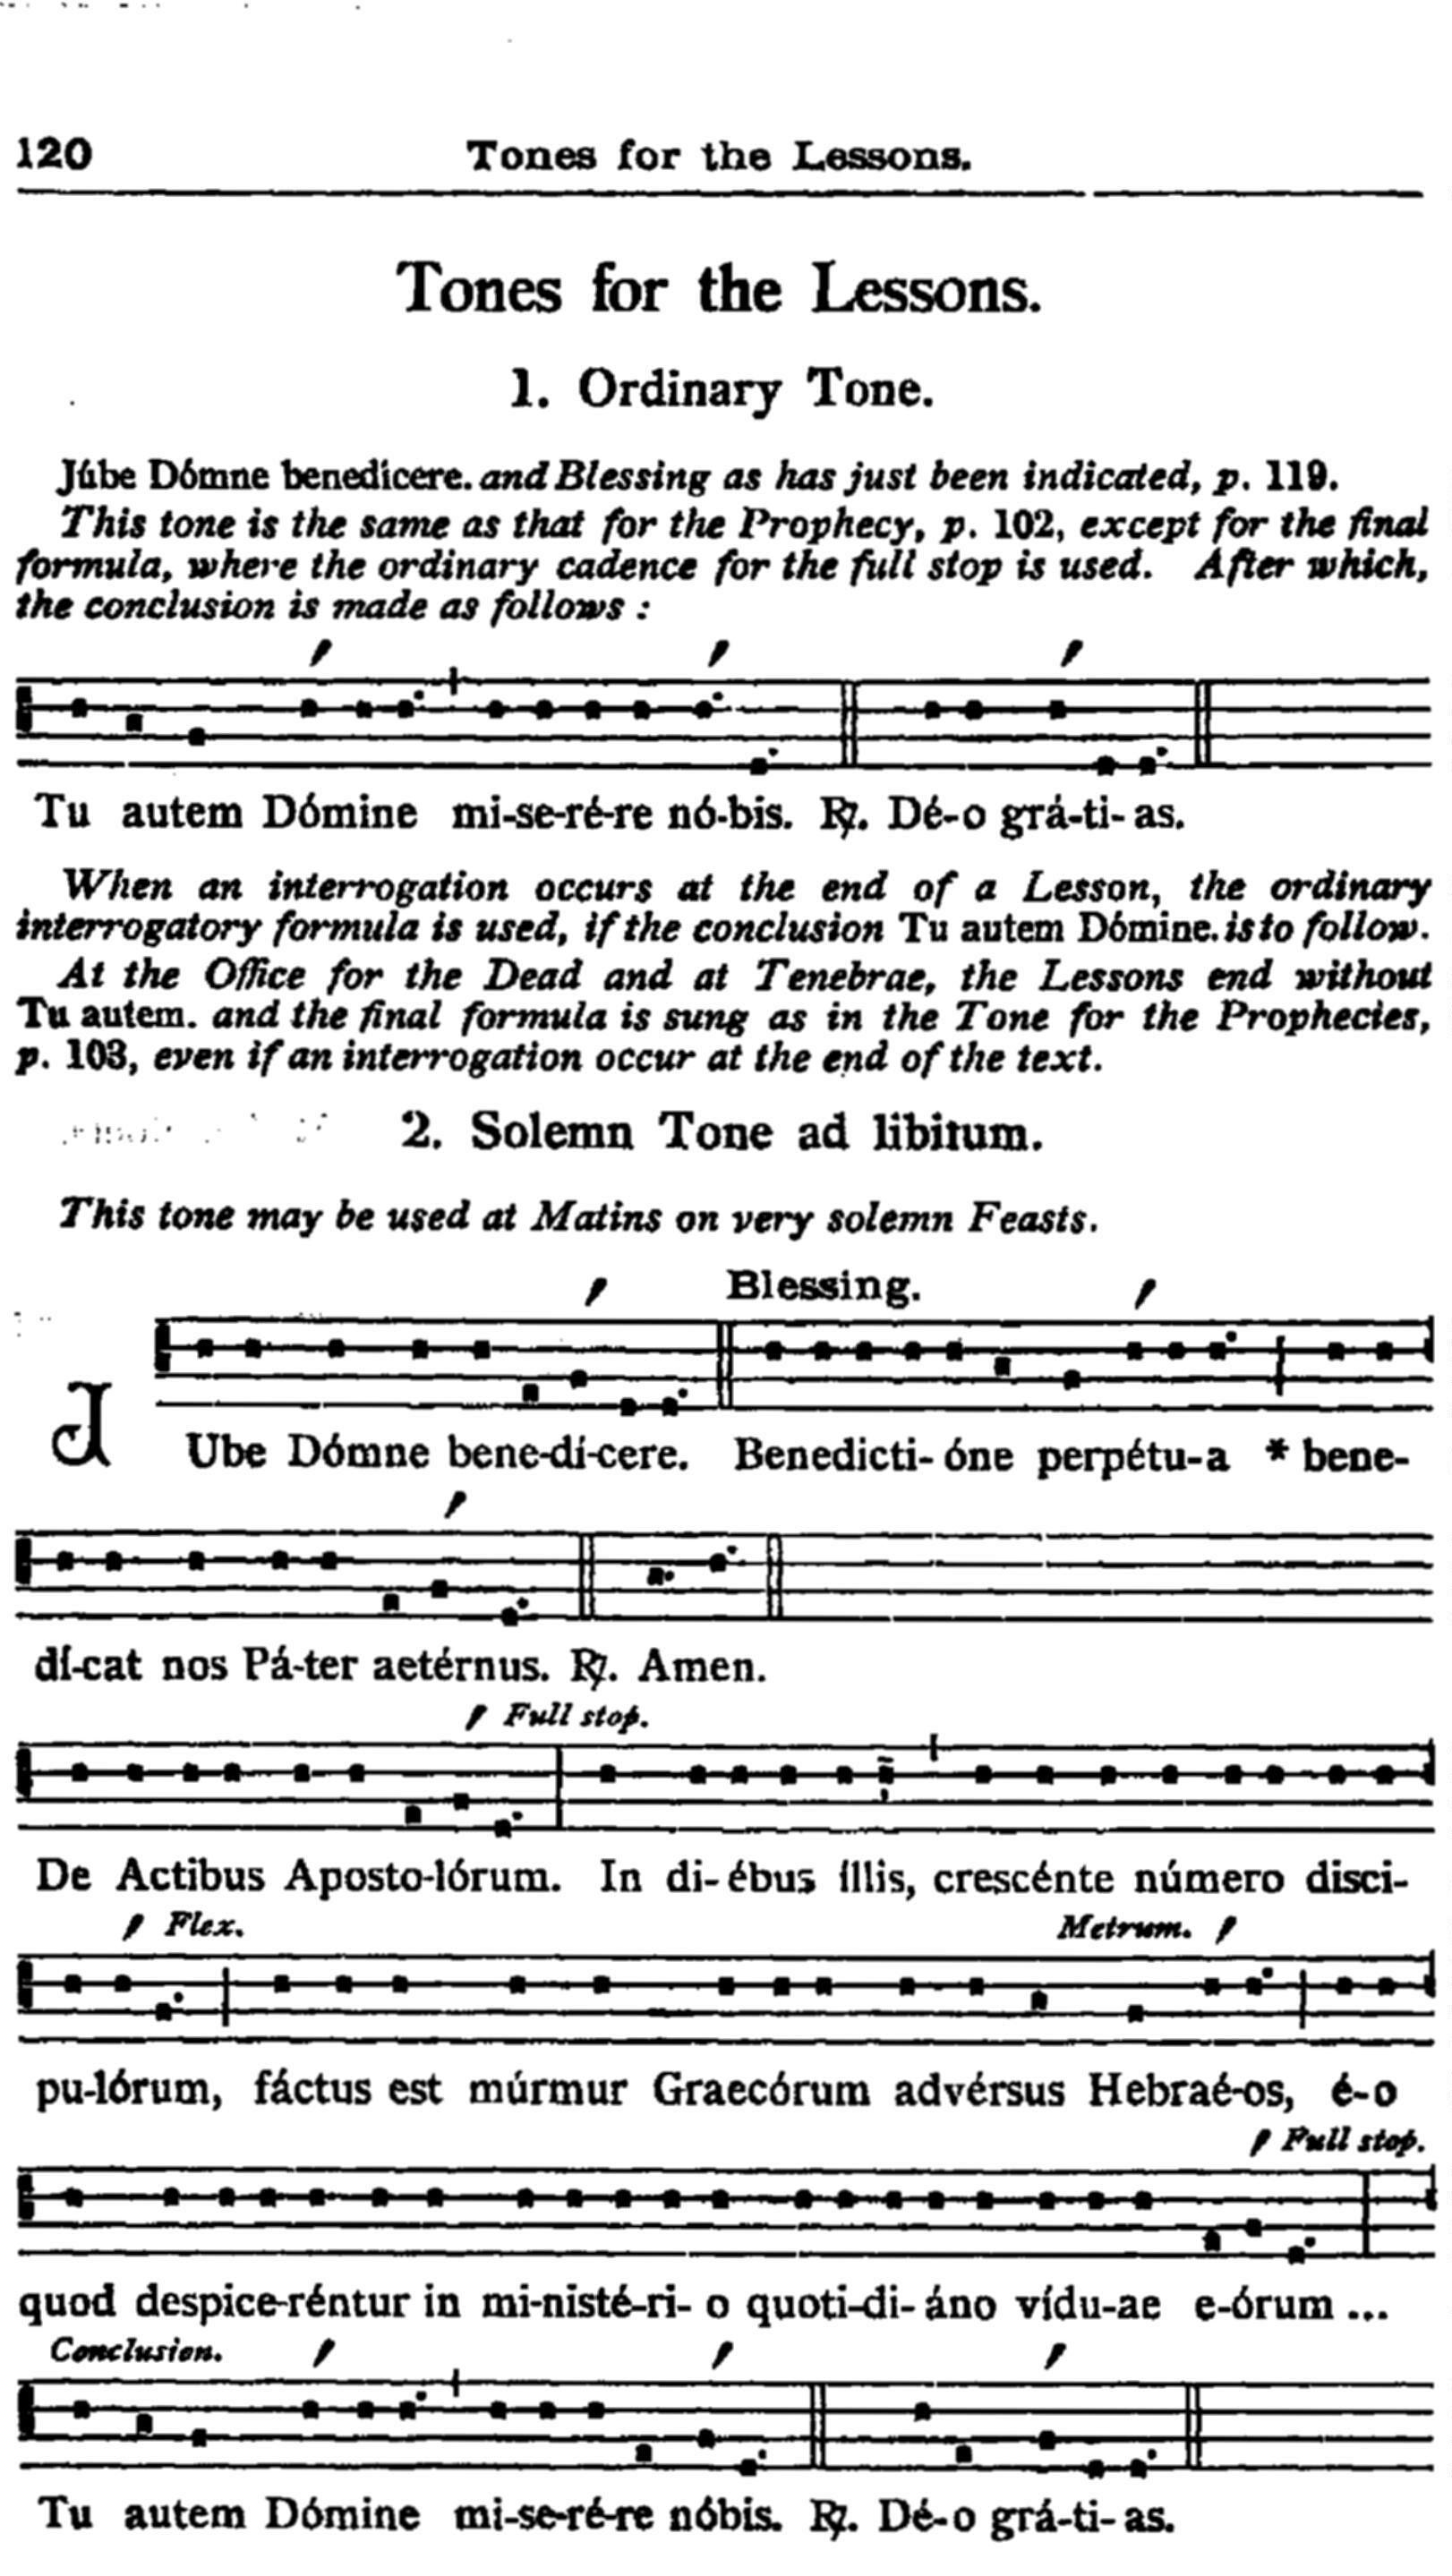 120 Tones for the Lessons.
Tones for the Lessons.
1. Ordinary Tone.
Júbe Dómne benedícere. and Blessing as has just been indicated, p. 119.
This tone is the same as that for the Prophecy, p. 102, except for the final
formula, where the ordinary cadence for the full stop is used. After which,
the conclusion is made as follows :
Tu autem Dómine mi-se-ré-re nó-bis. ℟. Dé-o grá-ti-as.
When an interrogation occurs at the end of a Lesson, the ordinary
interrogatory formula is used, if the conclusion Tu autem Dómine. is to follow.
At the Office for the Dead and at Tenebrae, the Lessons end without
Tu autem. and the final formula is sung as in the Tone for the Prophecies,
p. 103, even if an interrogation occur at the end of the text.
2. Solemn Tone ad libitum.
This tone may be used at Matins on very solemn Feasts.
Blessing.
JUbe Dómne bene-dí-cere. Benedicti-óne perpétu-a * bene-
dí-cat nos Pá-ter aetérnus. ℟. Amen.
Full stop.
De Actibus Aposto-lórum. In di-ébus íllis, crescénte número disci-
Flex. Metrum.
pu-lórum, fáctus est múrmur Graecórum advérsus Hebraé-os, é-o
Full stop.
quod despice-réntur in mi-nisté-ri-o quoti-di-áno vídu-ae e-órum ...
Conclusion.
Tu autem Dómine mi-se-ré-re nóbis. ℟. Dé-o grá-ti-as.